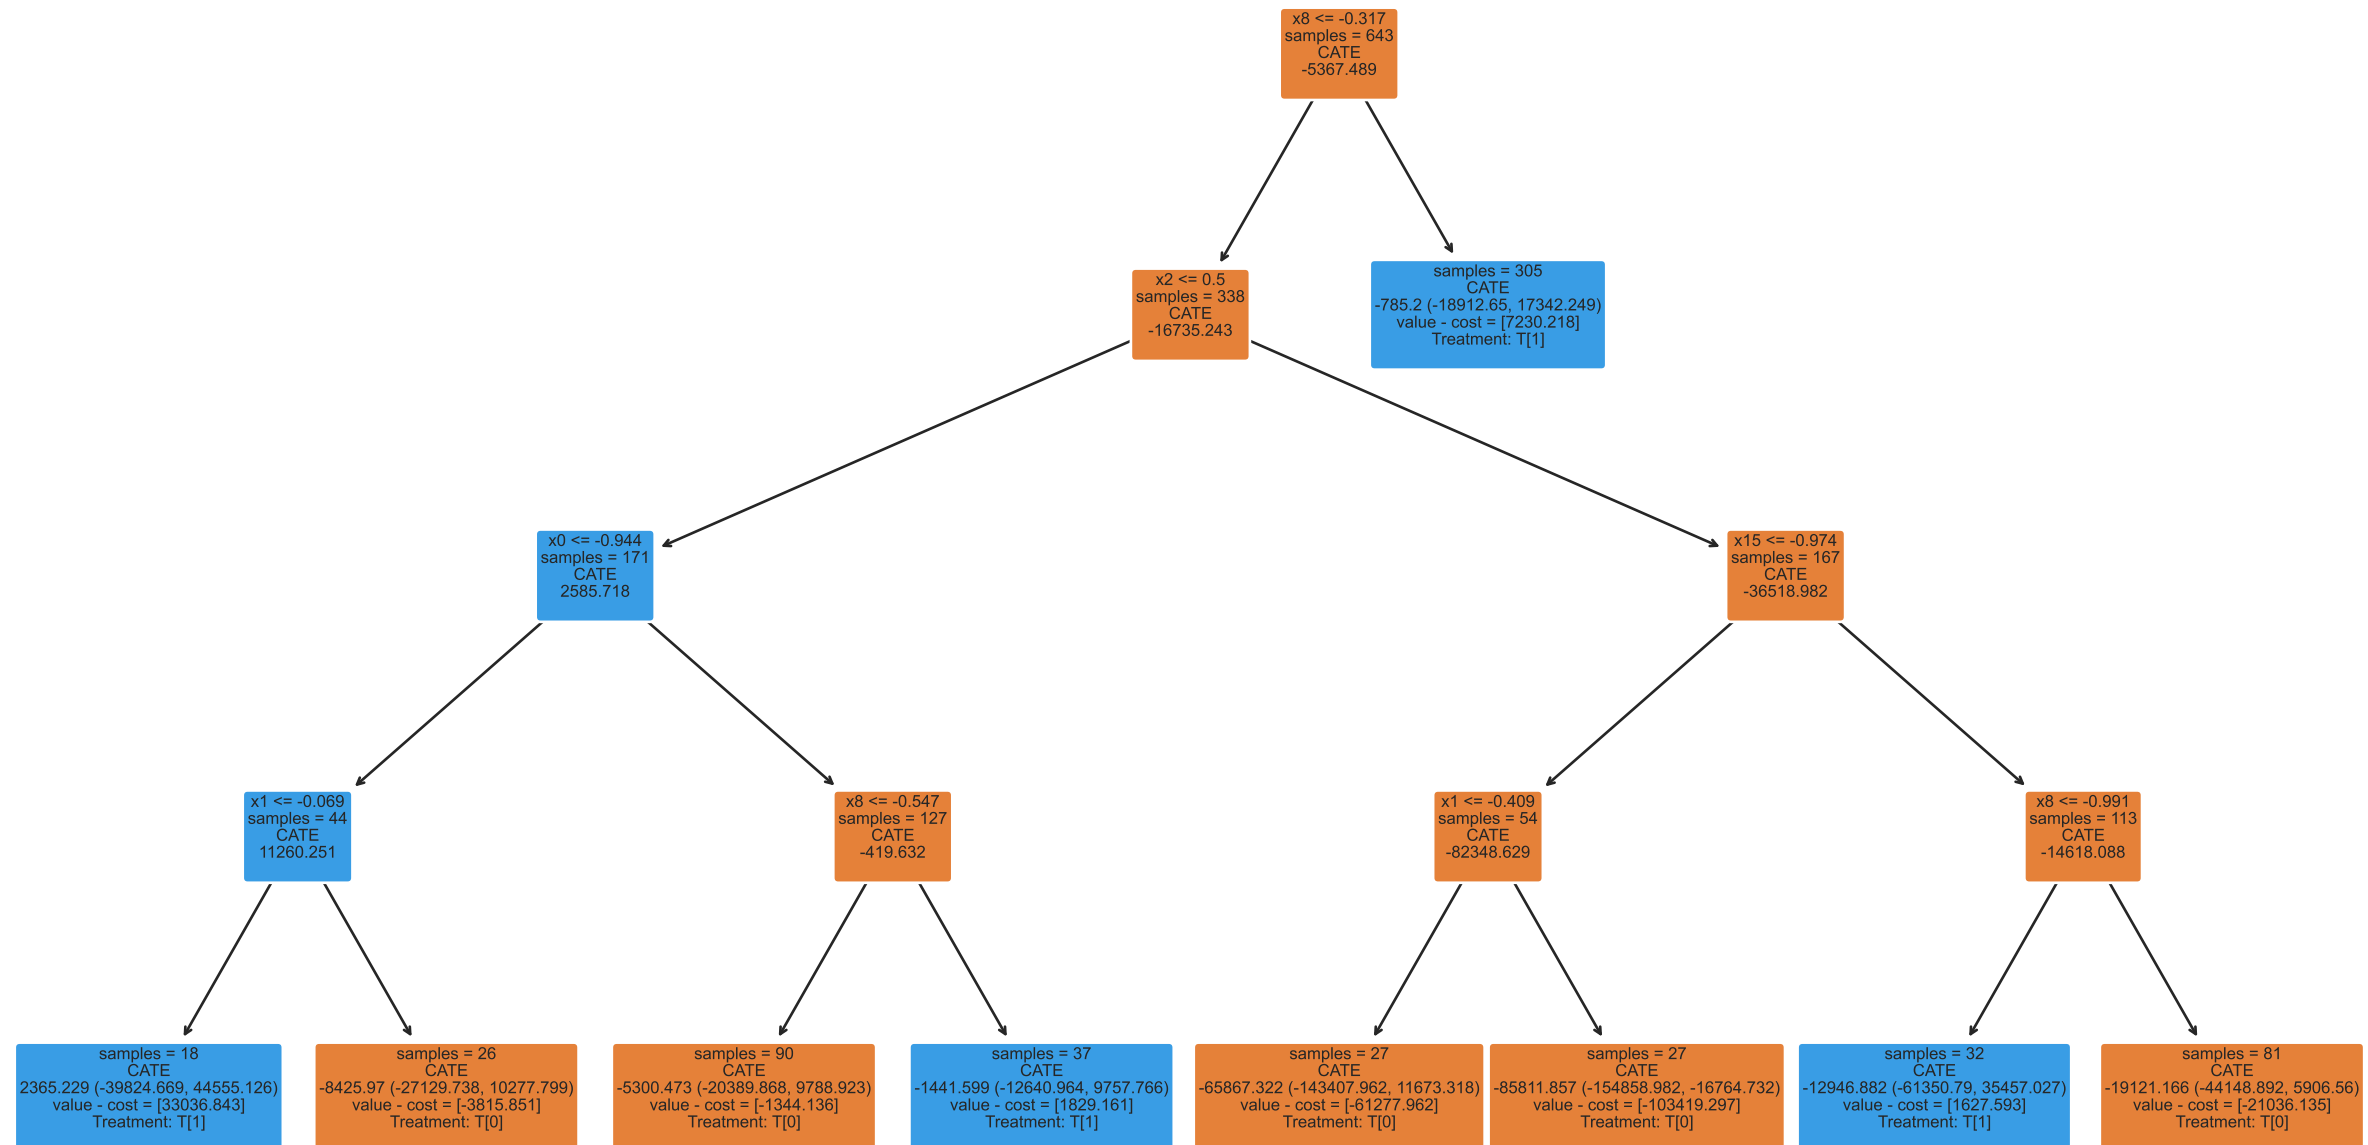 x8 <= -0.317
samples = 643
CATE
-5367.489
x2 <= 0.5
samples = 338
CATE
-16735.243
samples = 305
CATE
-785.2 (-18912.65, 17342.249)
value - cost = [7230.218]
Treatment: T[1]
x0 <= -0.944
samples = 171
CATE
2585.718
x15 <= -0.974
samples = 167
CATE
-36518.982
x1 <= -0.069
samples = 44
CATE
11260.251
x8 <= -0.547
samples = 127
CATE
-419.632
x1 <= -0.409
samples = 54
CATE
-82348.629
x8 <= -0.991
samples = 113
CATE
-14618.088
samples = 18
CATE
2365.229 (-39824.669, 44555.126)
value - cost = [33036.843]
Treatment: T[1]
samples = 26
CATE
-8425.97 (-27129.738, 10277.799)
value - cost = [-3815.851]
Treatment: T[0]
samples = 90
CATE
-5300.473 (-20389.868, 9788.923)
value - cost = [-1344.136]
Treatment: T[0]
samples = 37
CATE
-1441.599 (-12640.964, 9757.766)
value - cost = [1829.161]
Treatment: T[1]
samples = 27
CATE
-65867.322 (-143407.962, 11673.318)
value - cost = [-61277.962]
Treatment: T[0]
samples = 27
CATE
-85811.857 (-154858.982, -16764.732)
value - cost = [-103419.297]
Treatment: T[0]
samples = 32
CATE
-12946.882 (-61350.79, 35457.027)
value - cost = [1627.593]
Treatment: T[1]
samples = 81
CATE
-19121.166 (-44148.892, 5906.56)
value - cost = [-21036.135]
Treatment: T[0]